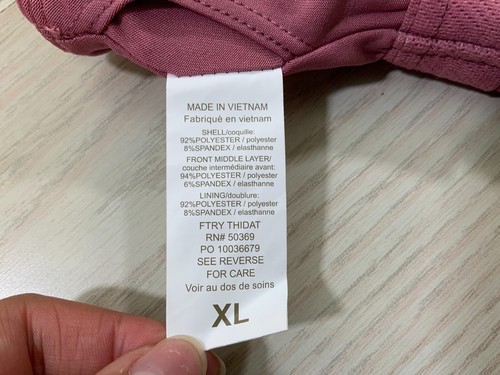 MADE IN VIETNAM
Fabriqué en vietnam
SHELL/coquille:
92%POLYESTER / polyester
8%SPANDEX / elasthanne
FRONT MIDDLE LAYER/
couche intermédiaire avant:
94%POLYESTER / polyester
6%SPANDEX / elasthanne
LINING/doublure:
92%POLYESTER / polyester
8%SPANDEX / elasthanne
FTRY THIDAT
RN# 50369
PO 10036679
SEE REVERSE
FOR CARE
Voir au dos de soins
XL